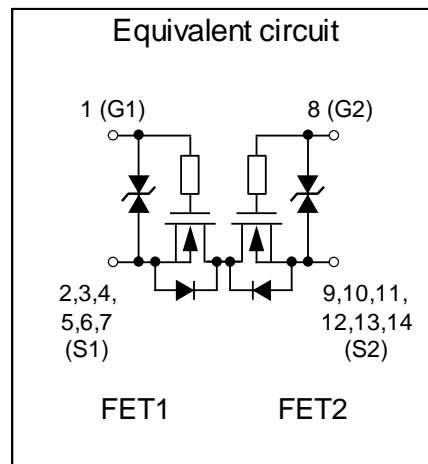 Equivalent circuit
1 (G1)
8 (G2)
2,3,4,
5,6,7
(S1)
9,10,11,
12,13,14
(S2)
FET1
FET2